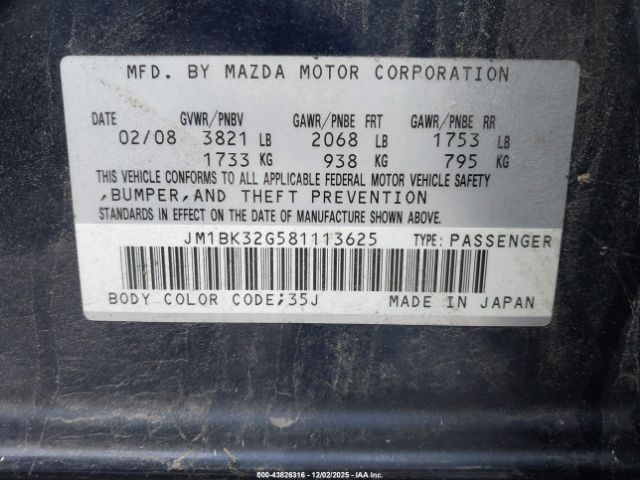 MFD. BY MAZDA MOTOR CORPORATION
DATE GVWR/PNBV GAWR/PNBE FRT GAWR/PNBE RR
02/08 3821 LB 2068 LB 1753 LB
1733 KG 938 KG 795 KG
THIS VEHICLE CONFORMS TO ALL APPLICABLE FEDERAL MOTOR VEHICLE SAFETY
,BUMPER,AND THEFT PREVENTION
STANDARDS IN EFFECT ON THE DATE OF MANUFACTURE SHOWN ABOVE.
JM1BK32G581113625 TYPE: PASSENGER
BODY COLOR CODE;35J MADE IN JAPAN
000-43826316 - 12/02/2025 - IAAI